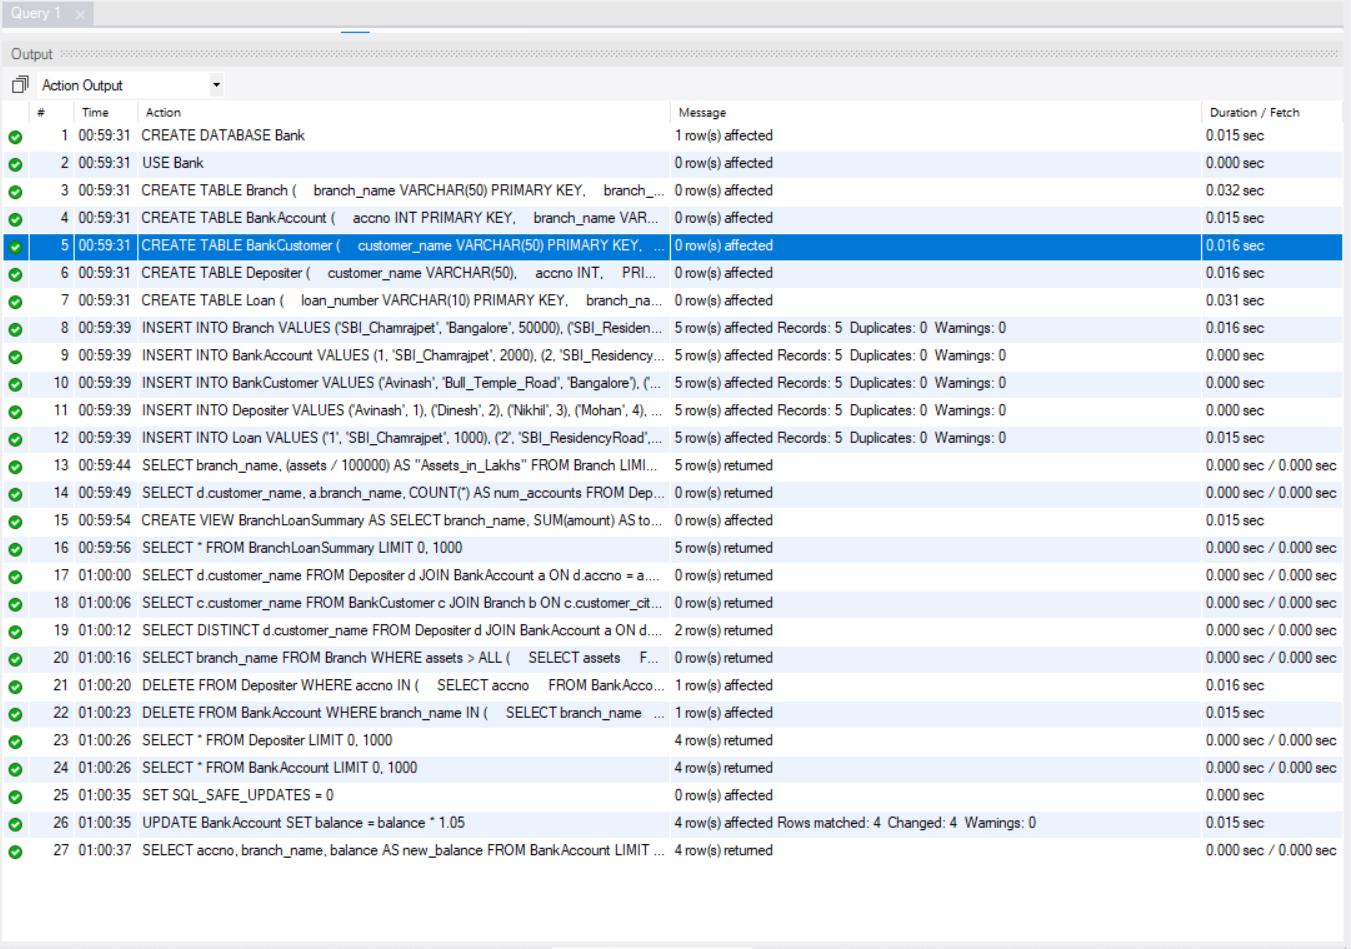 Query 1
Output
Action Output
# Time Action Message Duration / Fetch
1 00:59:31 CREATE DATABASE Bank 1 row(s) affected 0.015 sec
2 00:59:31 USE Bank 0 row(s) affected 0.000 sec
3 00:59:31 CREATE TABLE Branch ( branch_name VARCHAR(50) PRIMARY KEY, branch_... 0 row(s) affected 0.032 sec
4 00:59:31 CREATE TABLE BankAccount ( accno INT PRIMARY KEY, branch_name VAR... 0 row(s) affected 0.015 sec
5 00:59:31 CREATE TABLE BankCustomer ( customer_name VARCHAR(50) PRIMARY KEY, ... 0 row(s) affected 0.016 sec
6 00:59:31 CREATE TABLE Depositer ( customer_name VARCHAR(50), accno INT, PRI... 0 row(s) affected 0.016 sec
7 00:59:31 CREATE TABLE Loan ( loan_number VARCHAR(10) PRIMARY KEY, branch_na... 0 row(s) affected 0.031 sec
8 00:59:39 INSERT INTO Branch VALUES ('SBI_Chamrajpet', 'Bangalore', 50000), ('SBI_Residen... 5 row(s) affected Records: 5 Duplicates: 0 Warnings: 0 0.016 sec
9 00:59:39 INSERT INTO BankAccount VALUES (1, 'SBI_Chamrajpet', 2000), (2, 'SBI_Residency... 5 row(s) affected Records: 5 Duplicates: 0 Warnings: 0 0.000 sec
10 00:59:39 INSERT INTO BankCustomer VALUES ('Avinash', 'Bull_Temple_Road', 'Bangalore'), ('... 5 row(s) affected Records: 5 Duplicates: 0 Warnings: 0 0.000 sec
11 00:59:39 INSERT INTO Depositer VALUES ('Avinash', 1), ('Dinesh', 2), ('Nikhil', 3), ('Mohan', 4), ... 5 row(s) affected Records: 5 Duplicates: 0 Warnings: 0 0.000 sec
12 00:59:39 INSERT INTO Loan VALUES ('1', 'SBI_Chamrajpet', 1000), ('2', 'SBI_ResidencyRoad',... 5 row(s) affected Records: 5 Duplicates: 0 Warnings: 0 0.015 sec
13 00:59:44 SELECT branch_name, (assets / 100000) AS "Assets_in_Lakhs" FROM Branch LIMI... 5 row(s) returned 0.000 sec / 0.000 sec
14 00:59:49 SELECT d.customer_name, a.branch_name, COUNT(*) AS num_accounts FROM Dep... 0 row(s) returned 0.000 sec / 0.000 sec
15 00:59:54 CREATE VIEW BranchLoanSummary AS SELECT branch_name, SUM(amount) AS to... 0 row(s) affected 0.015 sec
16 00:59:56 SELECT * FROM BranchLoanSummary LIMIT 0, 1000 5 row(s) returned 0.000 sec / 0.000 sec
17 01:00:00 SELECT d.customer_name FROM Depositer d JOIN BankAccount a ON d.accno = a.... 0 row(s) returned 0.000 sec / 0.000 sec
18 01:00:06 SELECT c.customer_name FROM BankCustomer c JOIN Branch b ON c.customer_cit... 0 row(s) returned 0.000 sec / 0.000 sec
19 01:00:12 SELECT DISTINCT d.customer_name FROM Depositer d JOIN BankAccount a ON d.... 2 row(s) returned 0.000 sec / 0.000 sec
20 01:00:16 SELECT branch_name FROM Branch WHERE assets > ALL ( SELECT assets F... 0 row(s) returned 0.000 sec / 0.000 sec
21 01:00:20 DELETE FROM Depositer WHERE accno IN ( SELECT accno FROM BankAcco... 1 row(s) affected 0.016 sec
22 01:00:23 DELETE FROM BankAccount WHERE branch_name IN ( SELECT branch_name ... 1 row(s) affected 0.015 sec
23 01:00:26 SELECT * FROM Depositer LIMIT 0, 1000 4 row(s) returned 0.000 sec / 0.000 sec
24 01:00:26 SELECT * FROM BankAccount LIMIT 0, 1000 4 row(s) returned 0.000 sec / 0.000 sec
25 01:00:35 SET SQL_SAFE_UPDATES = 0 0 row(s) affected 0.000 sec
26 01:00:35 UPDATE BankAccount SET balance = balance * 1.05 4 row(s) affected Rows matched: 4 Changed: 4 Warnings: 0 0.015 sec
27 01:00:37 SELECT accno, branch_name, balance AS new_balance FROM BankAccount LIMIT ... 4 row(s) returned 0.000 sec / 0.000 sec